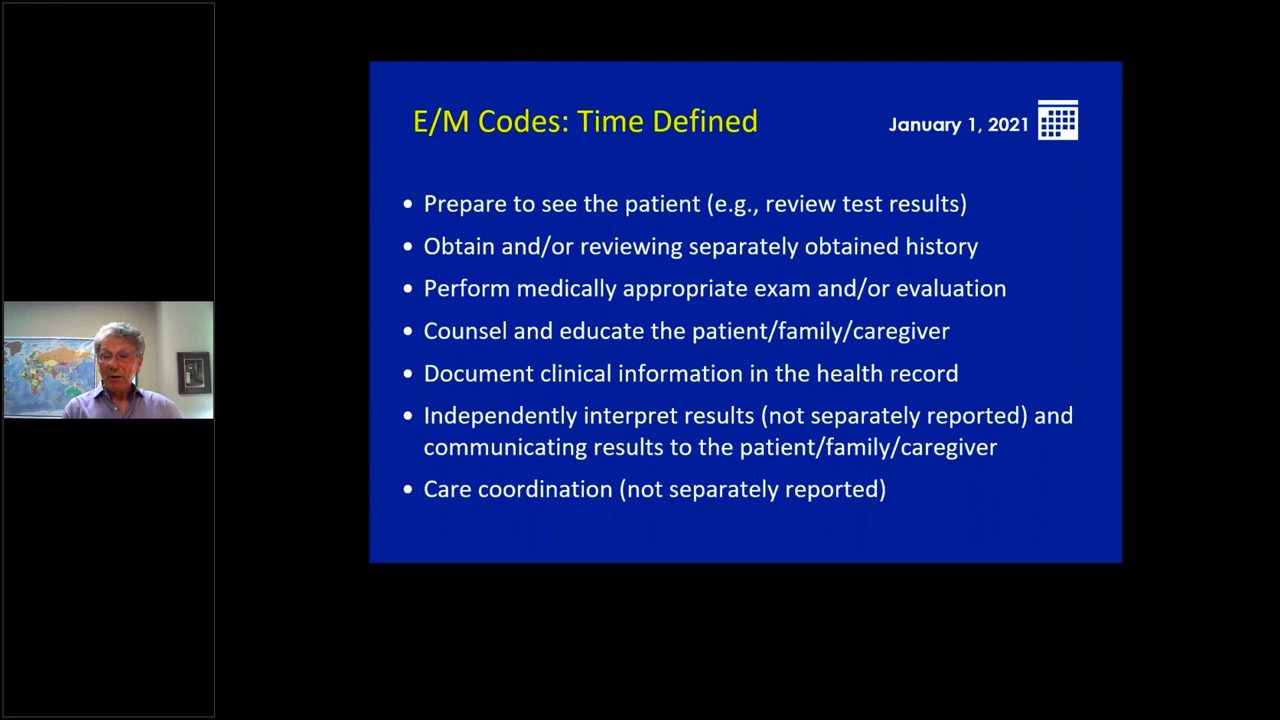 E/M Codes: Time Defined
January 1, 2021
• Prepare to see the patient (e.g., review test results)
• Obtain and/or reviewing separately obtained history
• Perform medically appropriate exam and/or evaluation
• Counsel and educate the patient/family/caregiver
• Document clinical information in the health record
• Independently interpret results (not separately reported) and
communicating results to the patient/family/caregiver
• Care coordination (not separately reported)